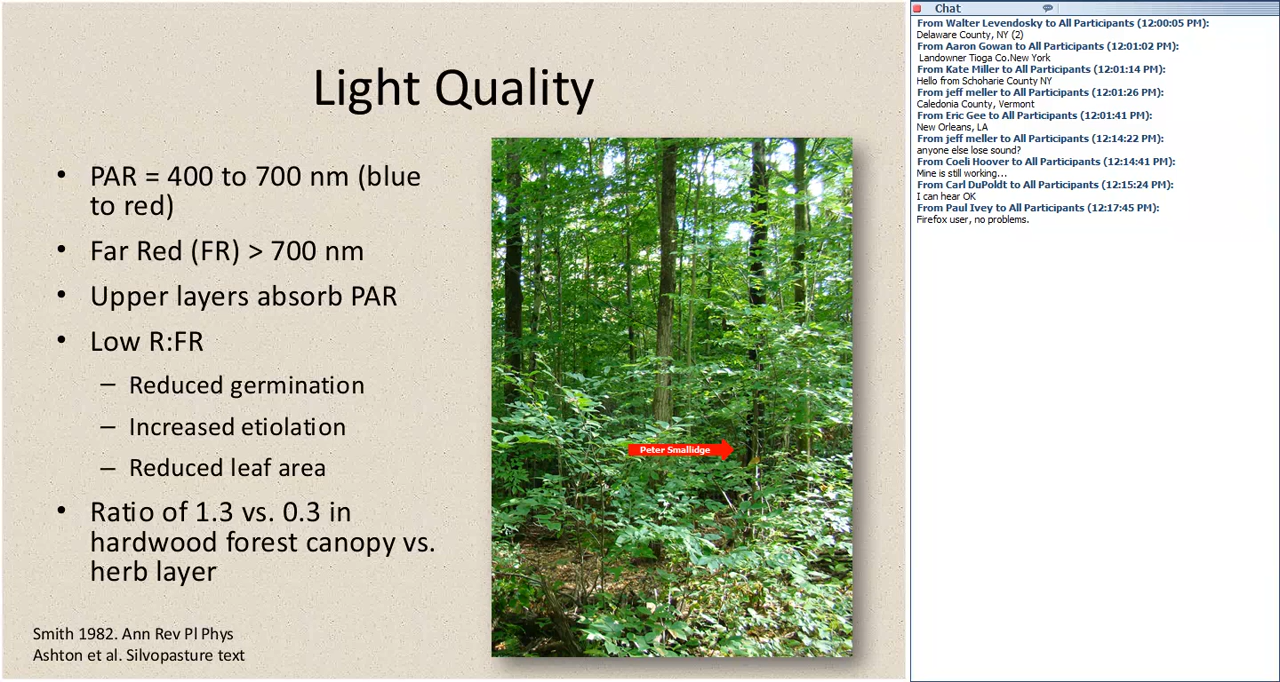 Light Quality
• PAR = 400 to 700 nm (blue
to red)
• Far Red (FR) > 700 nm
• Upper layers absorb PAR
• Low R:FR
– Reduced germination
– Increased etiolation
– Reduced leaf area
• Ratio of 1.3 vs. 0.3 in
hardwood forest canopy vs.
herb layer
Smith 1982. Ann Rev Pl Phys
Ashton et al. Silvopasture text
Peter Smallidge
Chat
From Walter Levendosky to All Participants (12:00:05 PM):
Delaware County, NY (2)
From Aaron Gowan to All Participants (12:01:02 PM):
Landowner Tioga Co.New York
From Kate Miller to All Participants (12:01:14 PM):
Hello from Schoharie County NY
From jeff meller to All Participants (12:01:26 PM):
Caledonia County, Vermont
From Eric Gee to All Participants (12:01:41 PM):
New Orleans, LA
From jeff meller to All Participants (12:14:22 PM):
anyone else lose sound?
From Coeli Hoover to All Participants (12:14:41 PM):
Mine is still working...
From Carl DuPoldt to All Participants (12:15:24 PM):
I can hear OK
From Paul Ivey to All Participants (12:17:45 PM):
Firefox user, no problems.